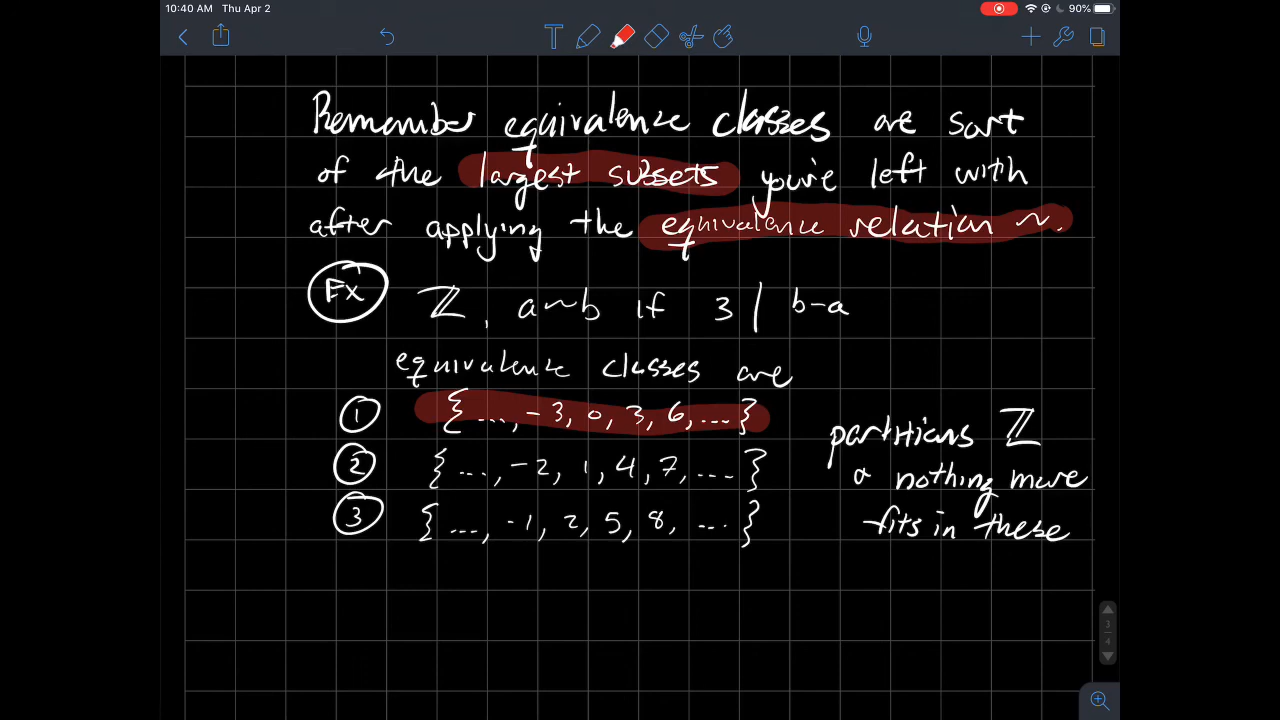 10:40 AM Thu Apr 2
90%
T
Remember equivalence classes are sort
of the largest subsets you're left with
after applying the equivalence relation ~.
Ex ℤ, a~b if 3 | b-a
equivalence classes are
① {..., -3, 0, 3, 6, ...}
② {..., -2, 1, 4, 7, ....}
③ {..., -1, 2, 5, 8, ...}
partitions ℤ
nothing more
fits in these
3
4